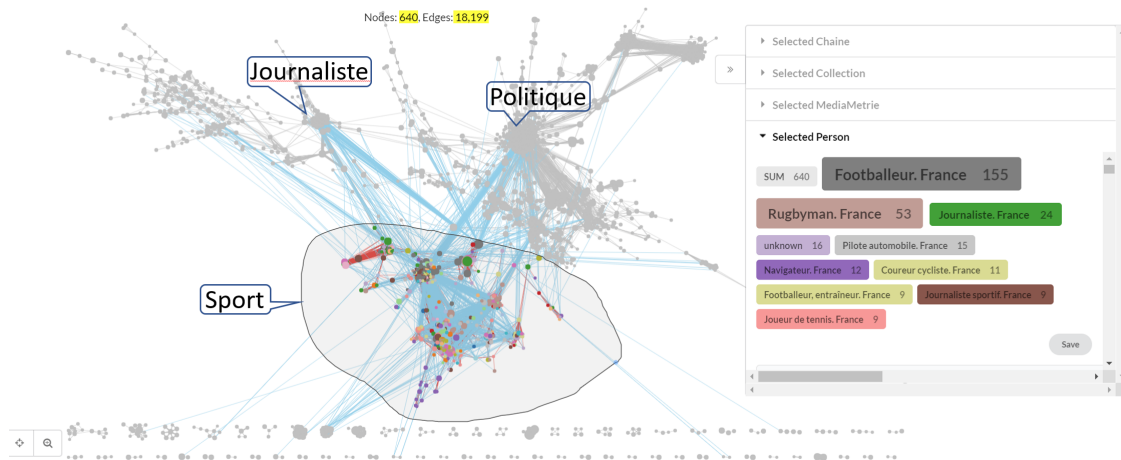 Nodes: 640, Edges: 18,199
Journaliste
Politique
Sport
»
Selected Chaine
Selected Collection
Selected MediaMetrie
Selected Person
SUM 640
Footballeur. France 155
Rugbyman. France 53
Journaliste. France 24
unknown 16
Pilote automobile. France 15
Navigateur. France 12
Coureur cycliste. France 11
Footballeur, entraineur. France 9
Journaliste sportif. France 9
Joueur de tennis. France 9
Save